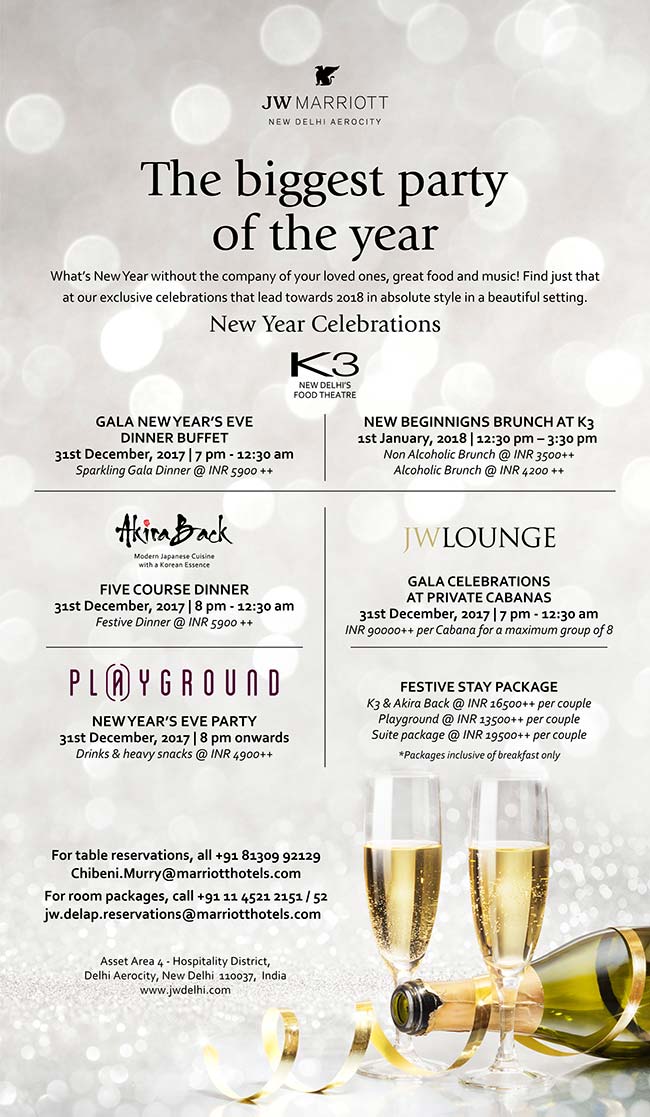 JW MARRIOTT
NEW DELHI AEROCITY
The biggest party
of the year
What's New Year without the company of your loved ones, great food and music! Find just that
at our exclusive celebrations that lead towards 2018 in absolute style in a beautiful setting.
New Year Celebrations
K3
NEW DELHI'S
FOOD THEATRE
GALA NEW YEAR'S EVE
DINNER BUFFET
31st December, 2017 | 7 pm - 12:30 am
Sparkling Gala Dinner @ INR 5900 ++
NEW BEGINNIGNS BRUNCH AT K3
1st January, 2018 | 12:30 pm – 3:30 pm
Non Alcoholic Brunch @ INR 3500++
Alcoholic Brunch @ INR 4200 ++
Akira Back
Modern Japanese Cuisine
with a Korean Essence
FIVE COURSE DINNER
31st December, 2017 | 8 pm - 12:30 am
Festive Dinner @ INR 5900 ++
JWLOUNGE
GALA CELEBRATIONS
AT PRIVATE CABANAS
31st December, 2017 | 7 pm - 12:30 am
INR 90000++ per Cabana for a maximum group of 8
PLAYGROUND
NEW YEAR'S EVE PARTY
31st December, 2017 | 8 pm onwards
Drinks & heavy snacks @ INR 4900++
FESTIVE STAY PACKAGE
K3 & Akira Back @ INR 16500++ per couple
Playground @ INR 13500++ per couple
Suite package @ INR 19500++ per couple
*Packages inclusive of breakfast only
For table reservations, all +91 81309 92129
Chibeni.Murry@marriotthotels.com
For room packages, call +91 11 4521 2151 / 52
jw.delap.reservations@marriotthotels.com
Asset Area 4 - Hospitality District,
Delhi Aerocity, New Delhi 110037, India
www.jwdelhi.com